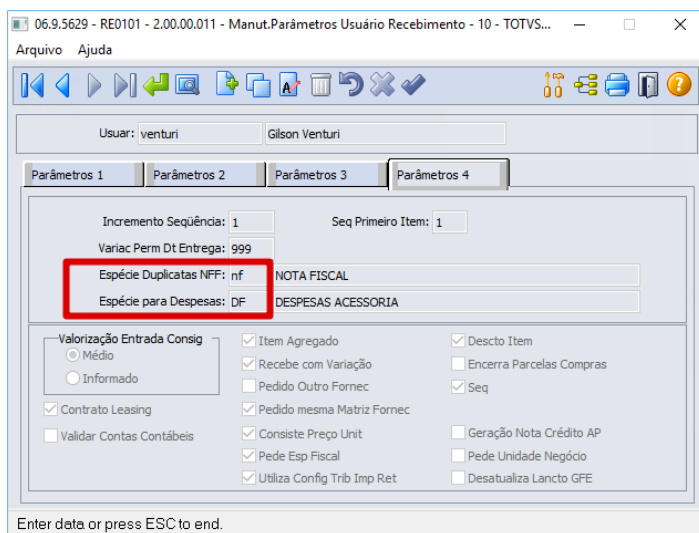 06.9.5629 - RE0101 - 2.00.00.011 - Manut.Parâmetros Usuário Recebimento - 10 - TOTVS...
Arquivo Ajuda
Usuar: venturi Gilson Venturi
Parâmetros 1 Parâmetros 2 Parâmetros 3 Parâmetros 4
Incremento Seqüência: 1 Seq Primeiro Item: 1
Variac Perm Dt Entrega: 999
Espécie Duplicatas NFF: nf NOTA FISCAL
Espécie para Despesas: DF DESPESAS ACESSORIA
Valorização Entrada Consig
Médio
Informado
Contrato Leasing
Validar Contas Contábeis
Item Agregado
Recebe com Variação
Pedido Outro Fornec
Pedido mesma Matriz Fornec
Consiste Preço Unit
Pede Esp Fiscal
Utiliza Config Trib Imp Ret
Descto Item
Encerra Parcelas Compras
Seq
Geração Nota Crédito AP
Pede Unidade Negócio
Desatualiza Lancto GFE
Enter data or press ESC to end.